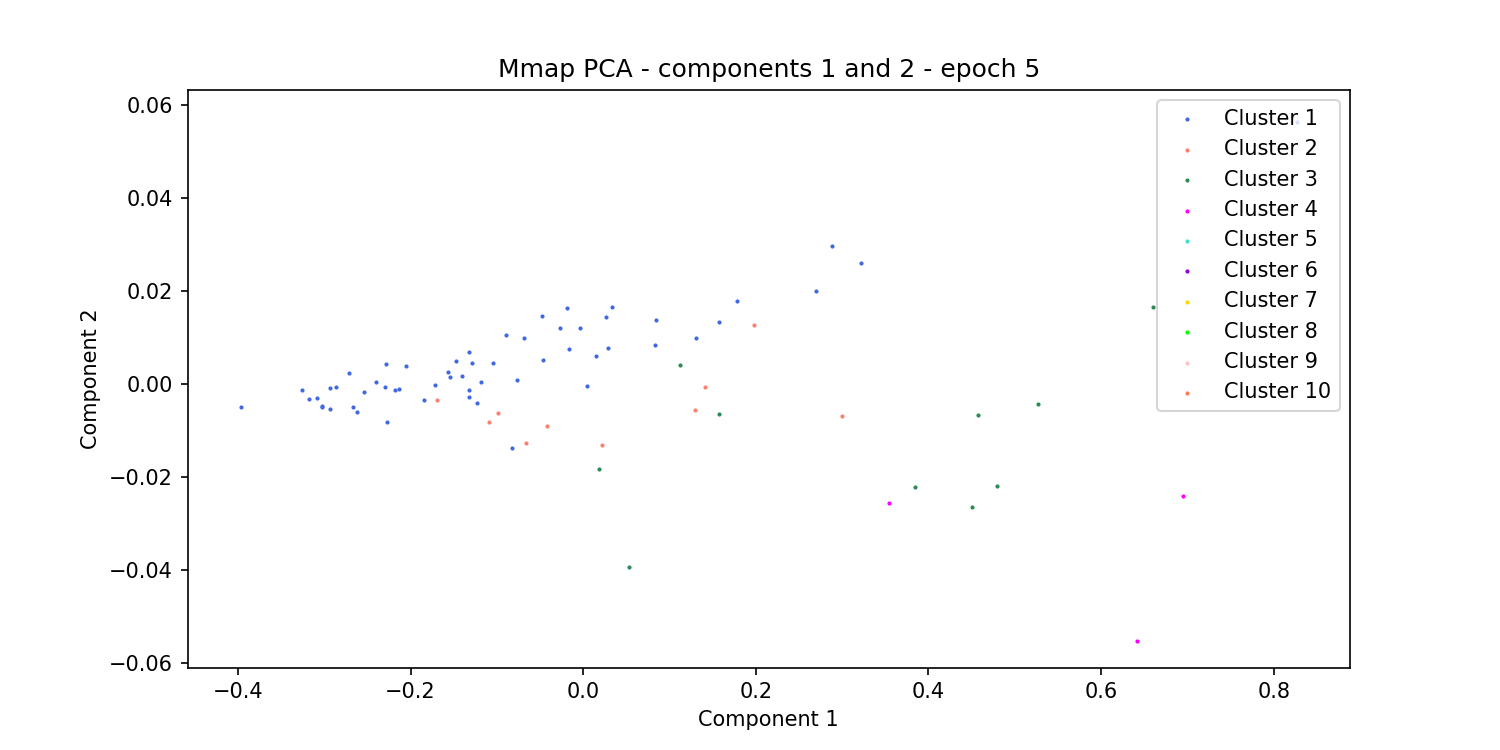 Mmap PCA - components 1 and 2 - epoch 5
0.06
0.04
0.02
0.00
−0.02
−0.04
−0.06
Component 2
−0.4
−0.2
0.0
0.2
0.4
0.6
0.8
Component 1
Cluster 1
Cluster 2
Cluster 3
Cluster 4
Cluster 5
Cluster 6
Cluster 7
Cluster 8
Cluster 9
Cluster 10